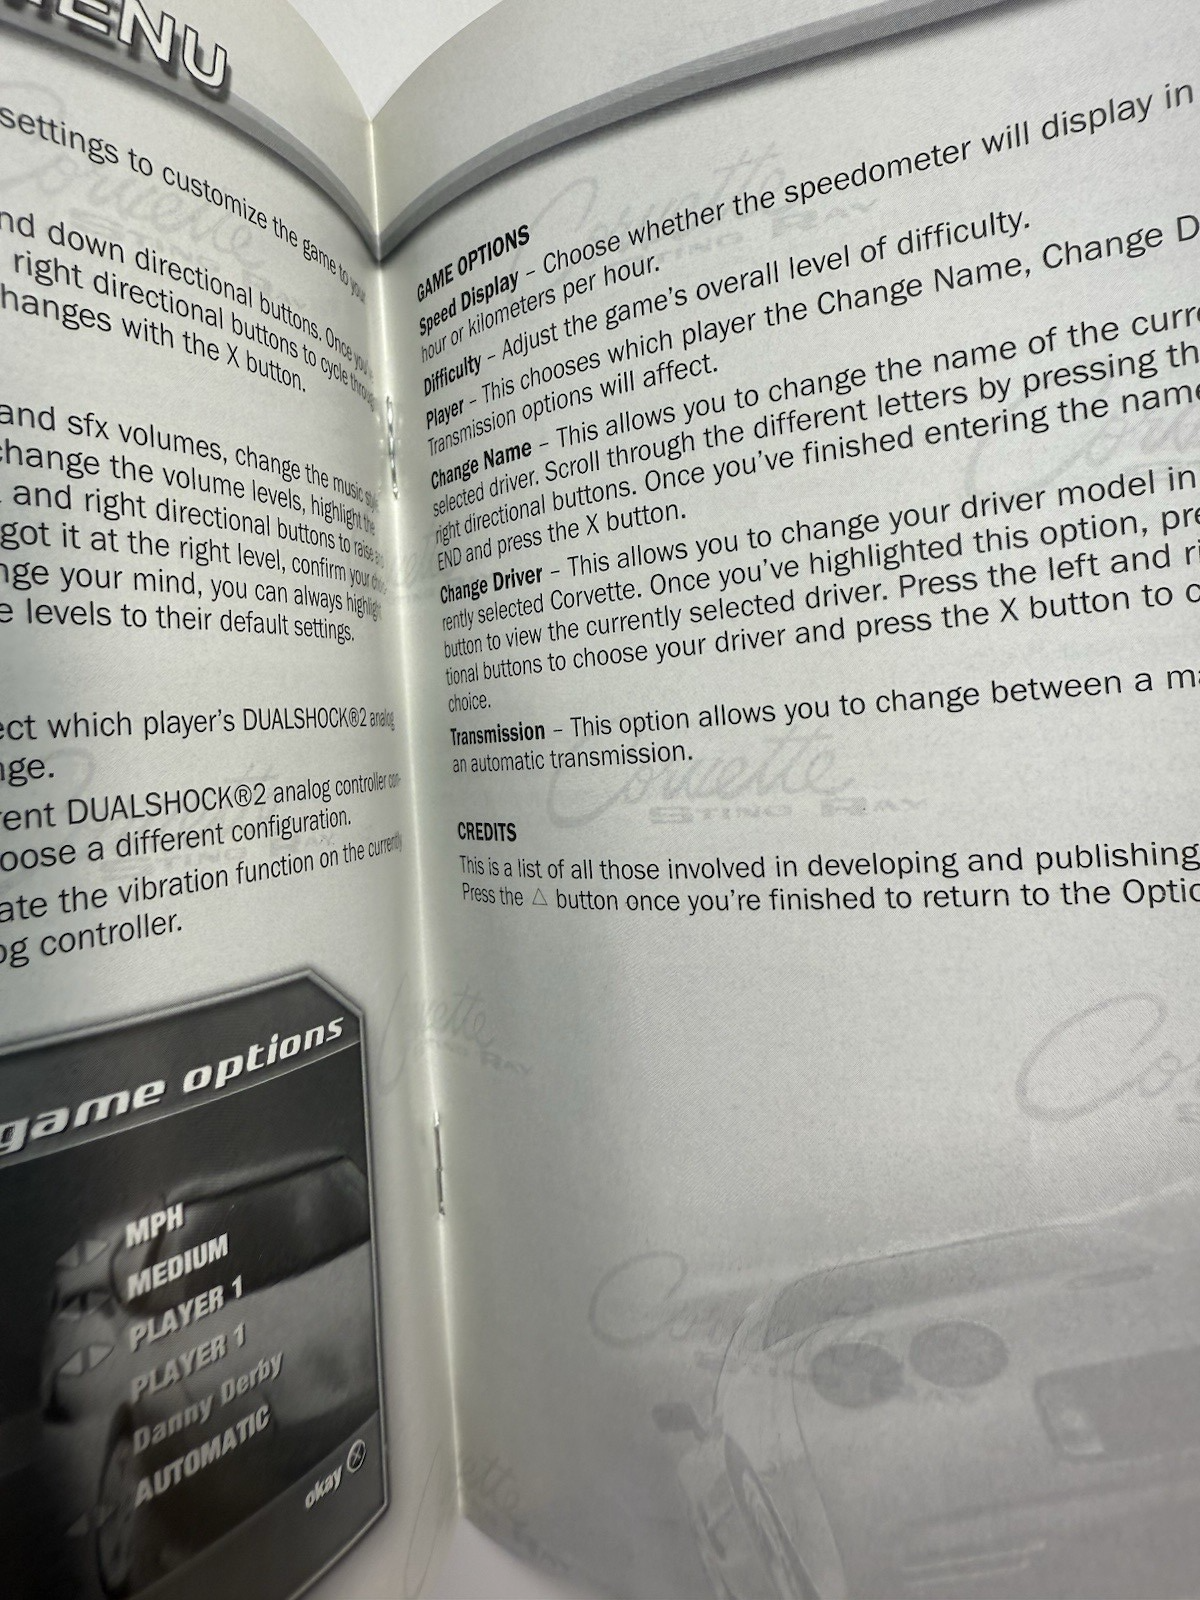 MENU
settings to customize the game to your
nd down directional buttons. Once you've
right directional buttons to cycle through
hanges with the X button.
and sfx volumes, change the music style
change the volume levels, highlight the
and right directional buttons to raise
got it at the right level, confirm your
nge your mind, you can always highlight
e levels to their default settings.
ect which player's DUALSHOCK®2 analog
nge.
rent DUALSHOCK®2 analog controller con-
oose a different configuration.
ate the vibration function on the currently
og controller.
game options
MPH
MEDIUM
PLAYER 1
PLAYER 1
Danny Derby
AUTOMATIC
okay
GAME OPTIONS
Speed Display – Choose whether the speedometer will display in
hour or kilometers per hour.
Difficulty – Adjust the game's overall level of difficulty.
Player – This chooses which player the Change Name, Change D
Transmission options will affect.
Change Name – This allows you to change the name of the curre
selected driver. Scroll through the different letters by pressing th
right directional buttons. Once you've finished entering the name
END and press the X button.
Change Driver – This allows you to change your driver model in
rently selected Corvette. Once you've highlighted this option, pre
button to view the currently selected driver. Press the left and ri
tional buttons to choose your driver and press the X button to c
choice.
Transmission – This option allows you to change between a ma
an automatic transmission.
Corvette
STING RAY
CREDITS
This is a list of all those involved in developing and publishing
Press the △ button once you're finished to return to the Optio